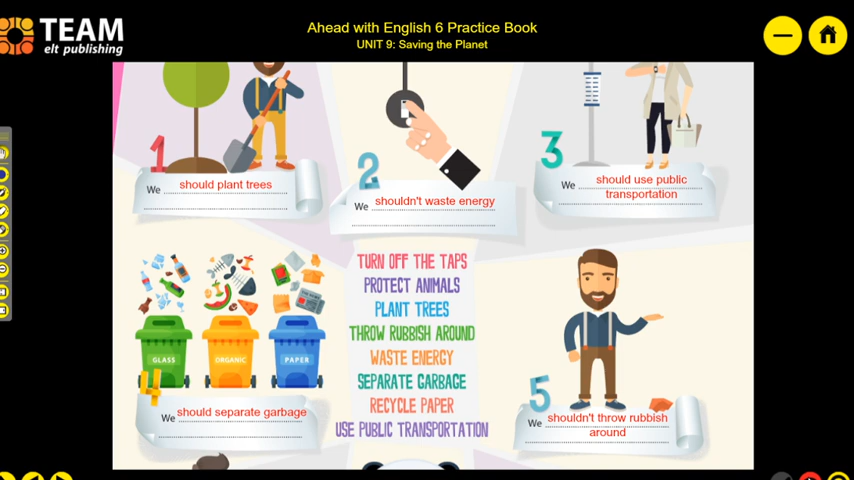 TEAM
elt publishing
Ahead with English 6 Practice Book
UNIT 9: Saving the Planet
1
We should plant trees
2
We shouldn't waste energy
3
We should use public
transportation
GLASS
ORGANIC
PAPER
4
We should separate garbage
TURN OFF THE TAPS
PROTECT ANIMALS
PLANT TREES
THROW RUBBISH AROUND
WASTE ENERGY
SEPARATE GARBAGE
RECYCLE PAPER
USE PUBLIC TRANSPORTATION
5
We shouldn't throw rubbish
around